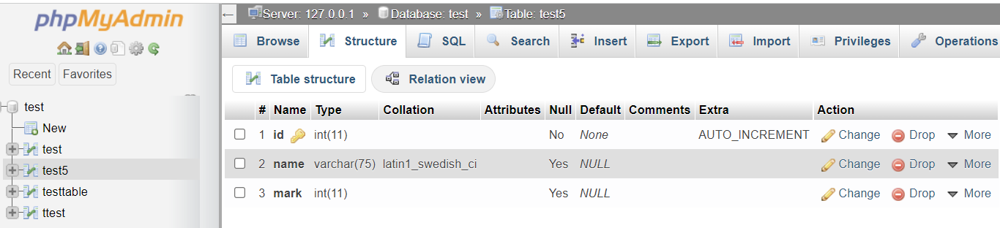 phpMyAdmin
Recent Favorites
test
New
test
test5
testtable
ttest
← Server: 127.0.0.1 » Database: test » Table: test5
Browse Structure SQL Search Insert Export Import Privileges Operations
Table structure Relation view
# Name Type Collation Attributes Null Default Comments Extra Action
1 id int(11) No None AUTO_INCREMENT Change Drop More
2 name varchar(75) latin1_swedish_ci Yes NULL Change Drop More
3 mark int(11) Yes NULL Change Drop More